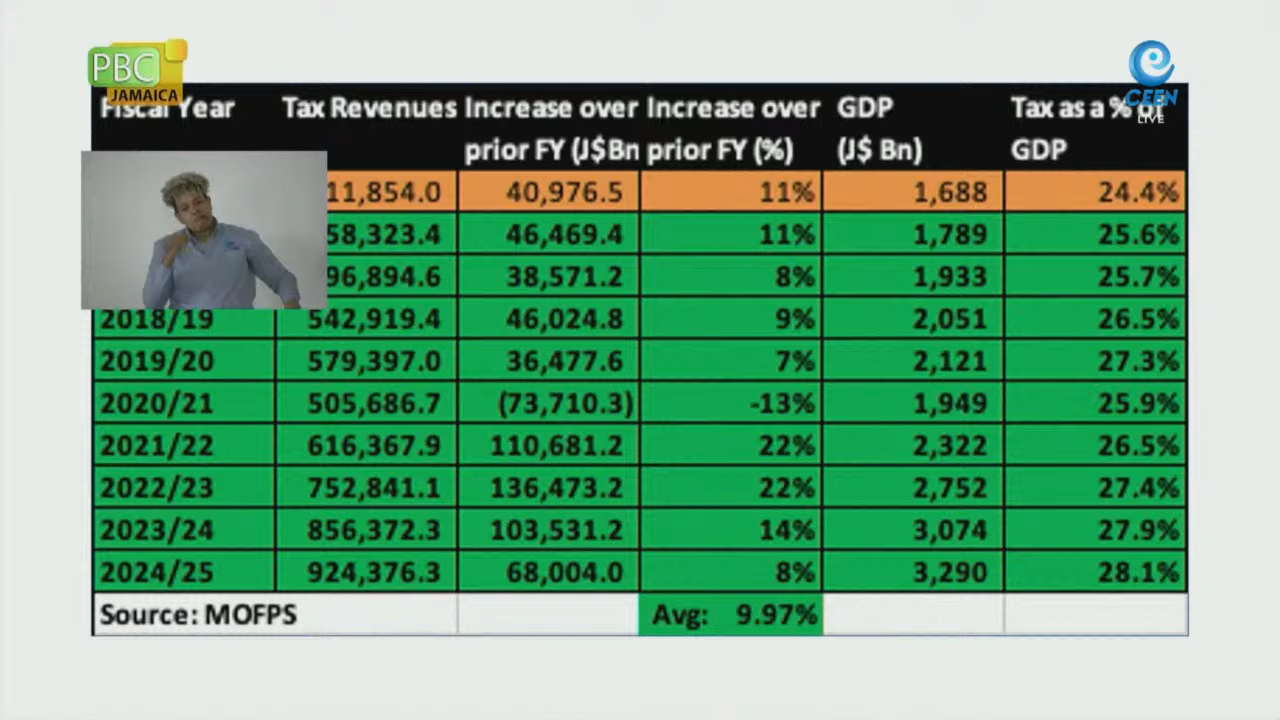 PBC
JAMAICA
CEEN
LIVE
Fiscal Year Tax Revenues Increase over prior FY (J$Bn Increase over prior FY (%) GDP (J$ Bn) Tax as a % of GDP
11,854.0 40,976.5 11% 1,688 24.4%
58,323.4 46,469.4 11% 1,789 25.6%
96,894.6 38,571.2 8% 1,933 25.7%
2018/19 542,919.4 46,024.8 9% 2,051 26.5%
2019/20 579,397.0 36,477.6 7% 2,121 27.3%
2020/21 505,686.7 (73,710.3) -13% 1,949 25.9%
2021/22 616,367.9 110,681.2 22% 2,322 26.5%
2022/23 752,841.1 136,473.2 22% 2,752 27.4%
2023/24 856,372.3 103,531.2 14% 3,074 27.9%
2024/25 924,376.3 68,004.0 8% 3,290 28.1%
Source: MOFPS Avg: 9.97%